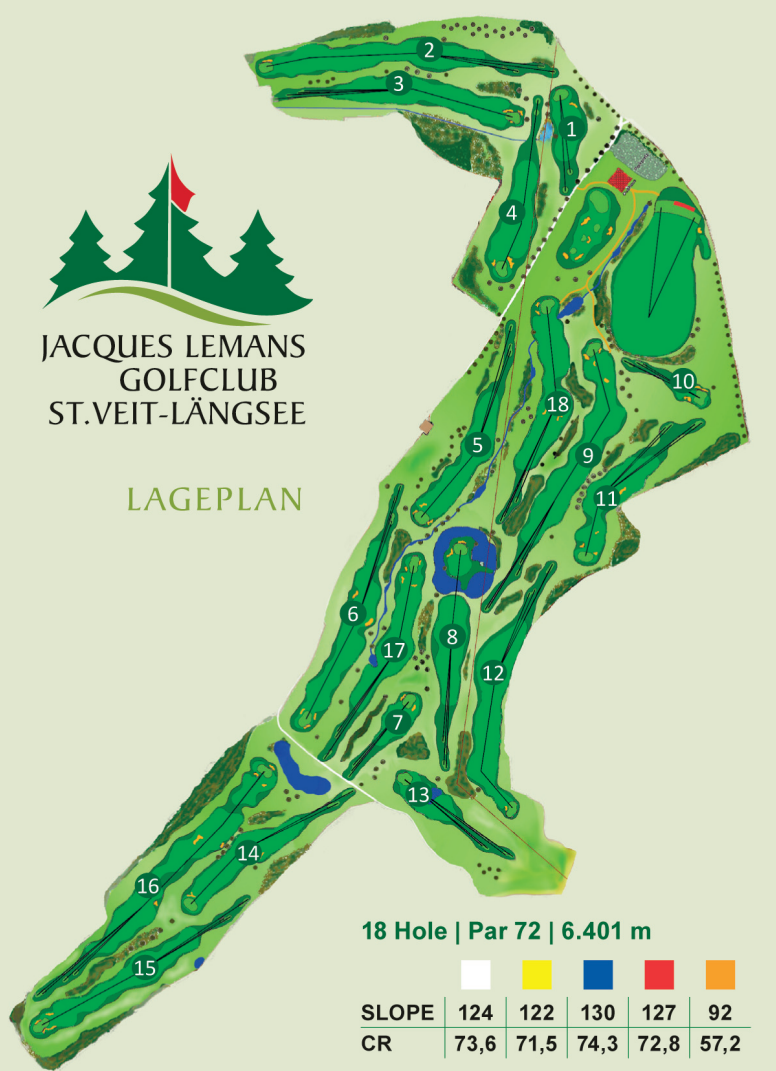 JACQUES LEMANS
GOLFCLUB
ST.VEIT-LÄNGSEE
LAGEPLAN
1
2
3
4
5
6
7
8
9
10
11
12
13
14
15
16
17
18
18 Hole | Par 72 | 6.401 m
SLOPE 124 122 130 127 92
CR 73,6 71,5 74,3 72,8 57,2